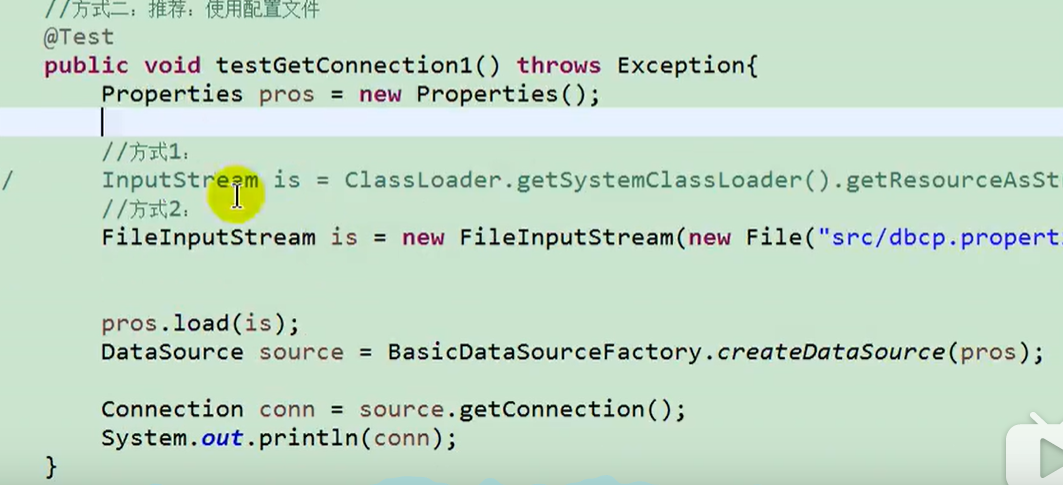 //方式二：推荐：使用配置文件
@Test
public void testGetConnection1() throws Exception{
Properties pros = new Properties();
//方式1：
/ InputStream is = ClassLoader.getSystemClassLoader().getResourceAsSt
//方式2：
FileInputStream is = new FileInputStream(new File("src/dbcp.propert
pros.load(is);
DataSource source = BasicDataSourceFactory.createDataSource(pros);
Connection conn = source.getConnection();
System.out.println(conn);
}